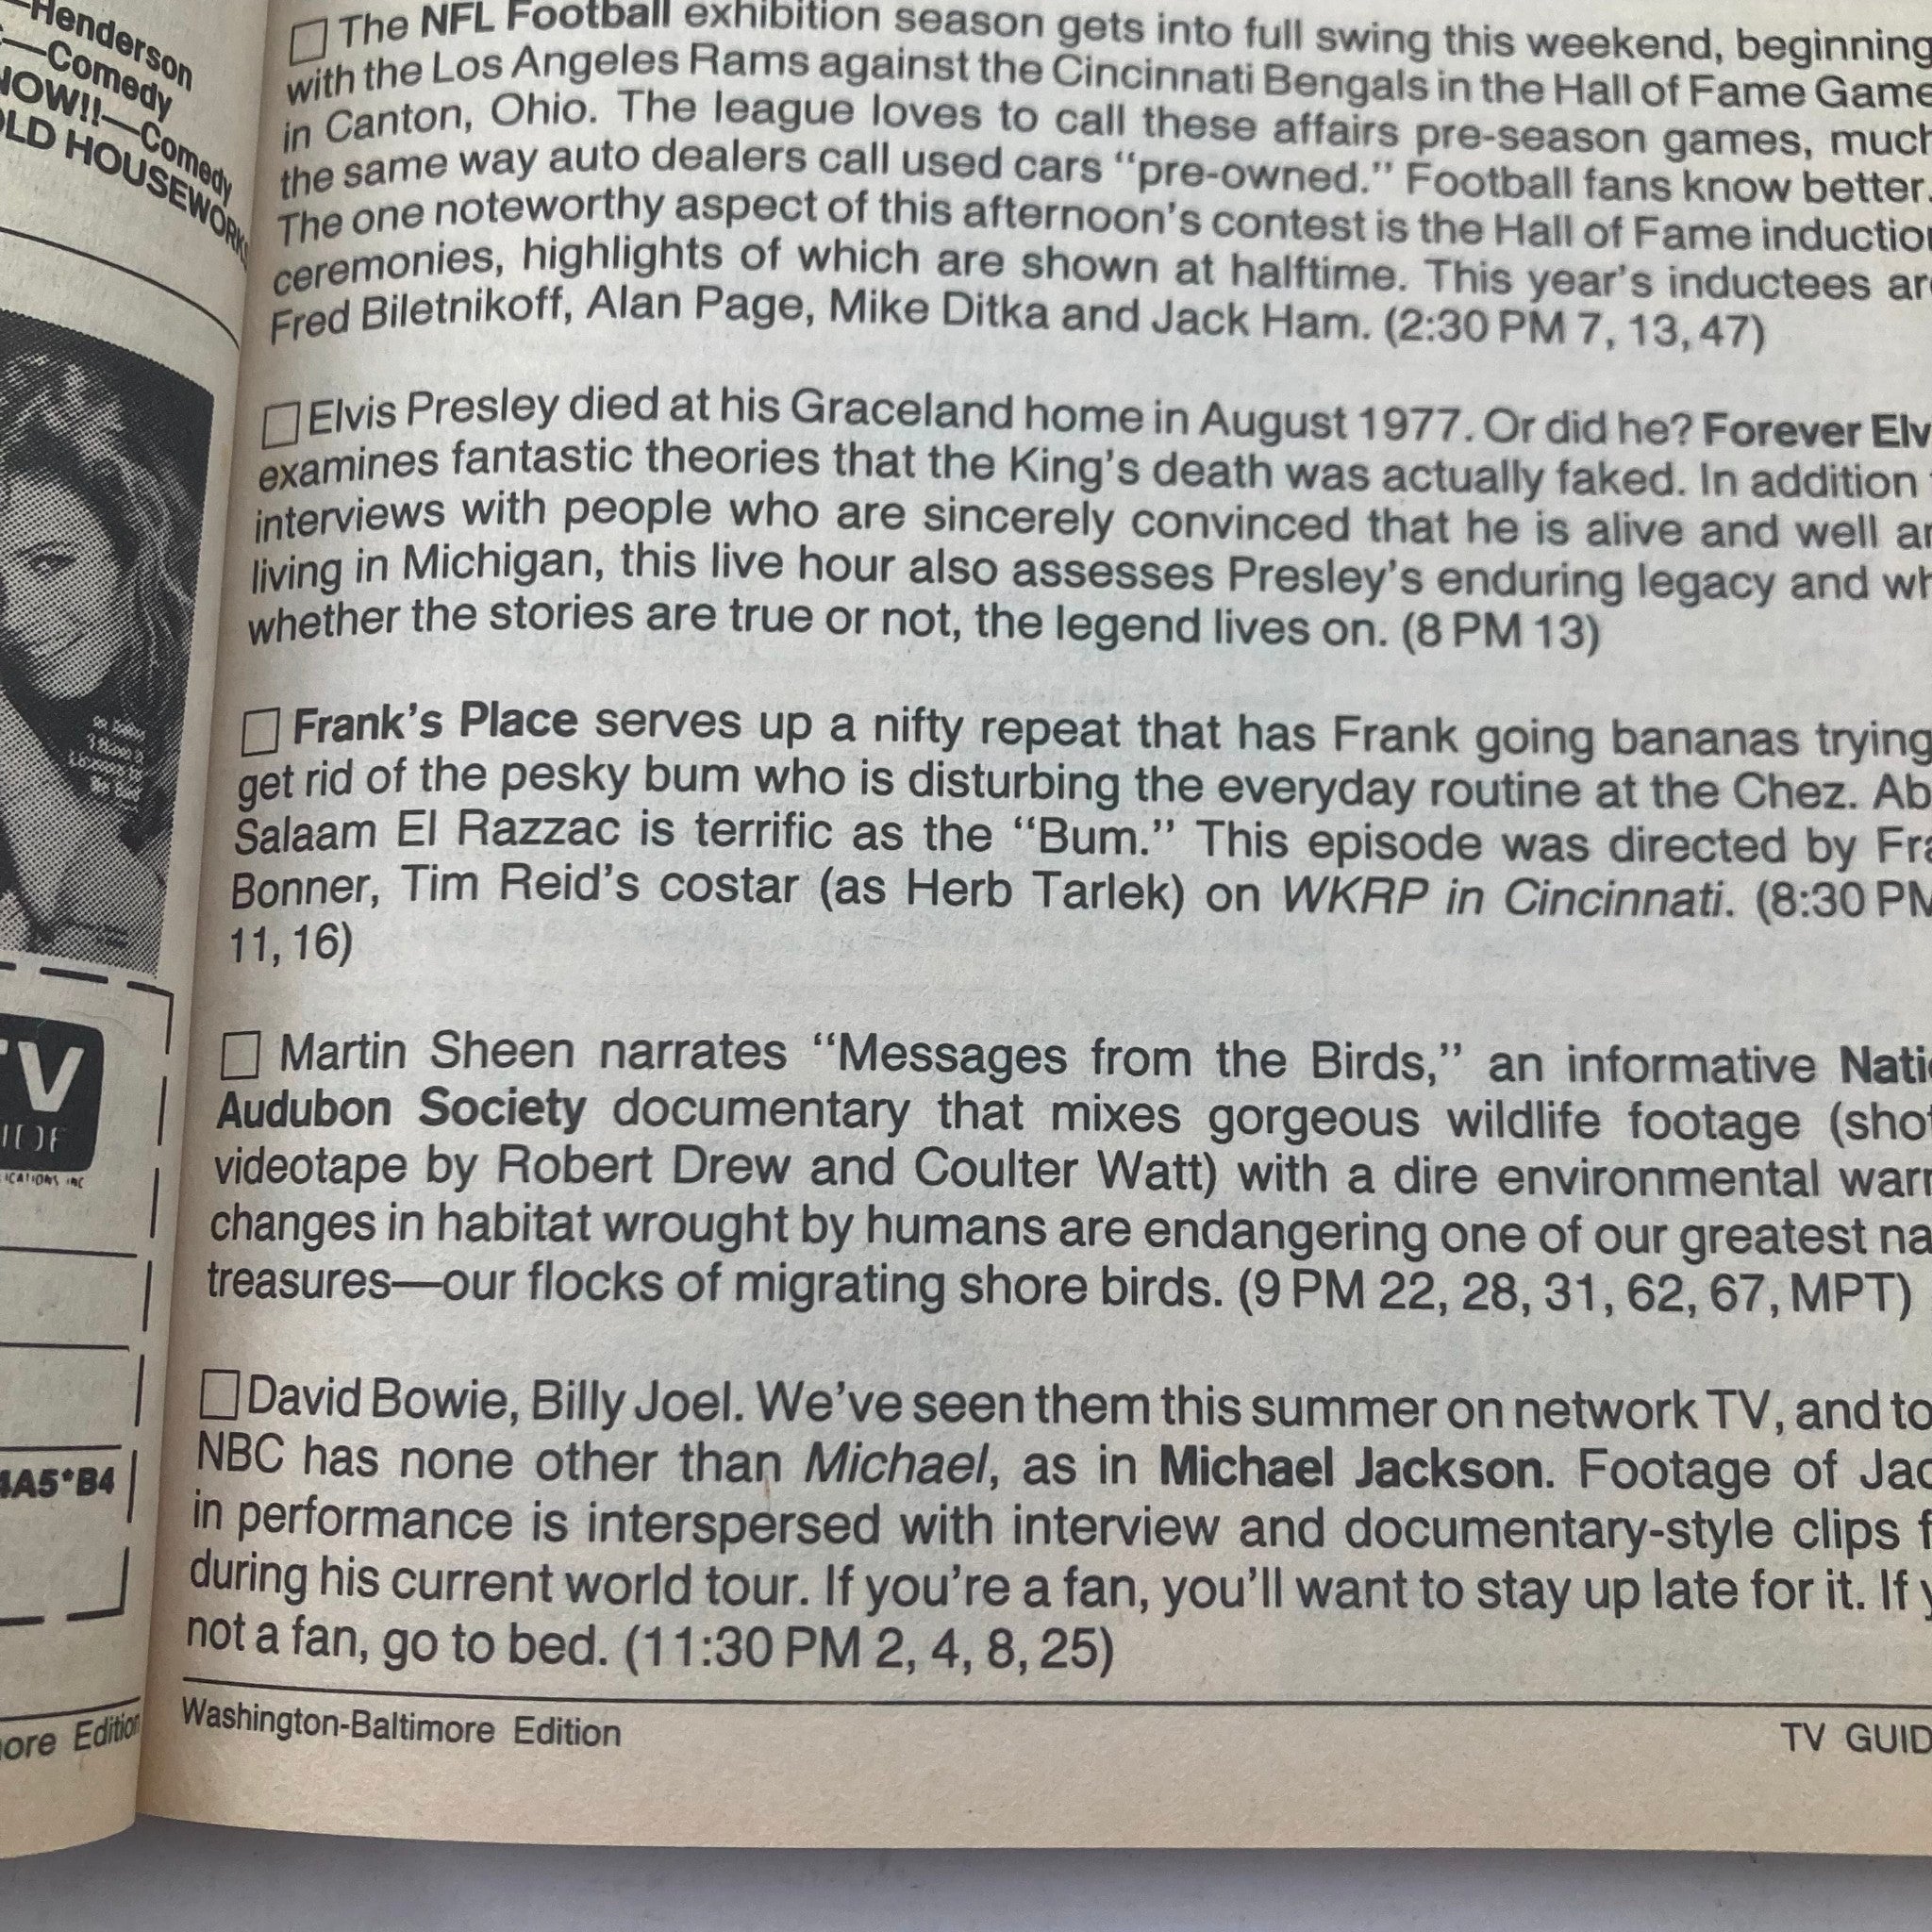 Henderson
—Comedy
NOW!!—Comedy
OLD HOUSEWORK
TV
4A5*B4
ore Edition
The NFL Football exhibition season gets into full swing this weekend, beginning
with the Los Angeles Rams against the Cincinnati Bengals in the Hall of Fame Game
in Canton, Ohio. The league loves to call these affairs pre-season games, much
the same way auto dealers call used cars “pre-owned.” Football fans know better.
The one noteworthy aspect of this afternoon’s contest is the Hall of Fame induction
ceremonies, highlights of which are shown at halftime. This year’s inductees are
Fred Biletnikoff, Alan Page, Mike Ditka and Jack Ham. (2:30 PM 7, 13, 47)
Elvis Presley died at his Graceland home in August 1977. Or did he? Forever Elv
examines fantastic theories that the King’s death was actually faked. In addition
interviews with people who are sincerely convinced that he is alive and well an
living in Michigan, this live hour also assesses Presley’s enduring legacy and wh
whether the stories are true or not, the legend lives on. (8 PM 13)
Frank’s Place serves up a nifty repeat that has Frank going bananas trying
get rid of the pesky bum who is disturbing the everyday routine at the Chez. Ab
Salaam El Razzac is terrific as the “Bum.” This episode was directed by Fra
Bonner, Tim Reid’s costar (as Herb Tarlek) on WKRP in Cincinnati. (8:30 PM
11, 16)
Martin Sheen narrates “Messages from the Birds,” an informative Natio
Audubon Society documentary that mixes gorgeous wildlife footage (shot
videotape by Robert Drew and Coulter Watt) with a dire environmental warn
changes in habitat wrought by humans are endangering one of our greatest na
treasures—our flocks of migrating shore birds. (9 PM 22, 28, 31, 62, 67, MPT)
David Bowie, Billy Joel. We’ve seen them this summer on network TV, and to
NBC has none other than Michael, as in Michael Jackson. Footage of Jac
in performance is interspersed with interview and documentary-style clips f
during his current world tour. If you’re a fan, you’ll want to stay up late for it. If y
not a fan, go to bed. (11:30 PM 2, 4, 8, 25)
Washington-Baltimore Edition
TV GUID